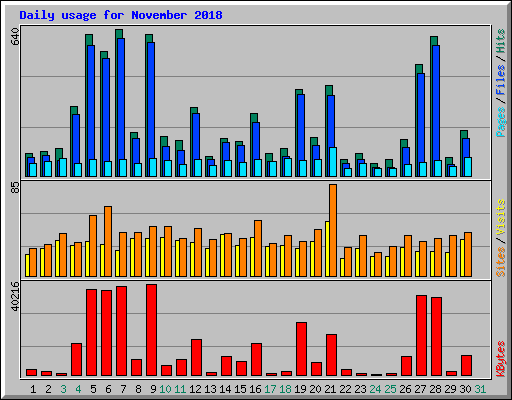 Daily usage for November 2018
640
Pages/Files/Hits
85
Sites/Visits
40216
KBytes
1 2 3 4 5 6 7 8 9 10 11 12 13 14 15 16 17 18 19 20 21 22 23 24 25 26 27 28 29 30 31